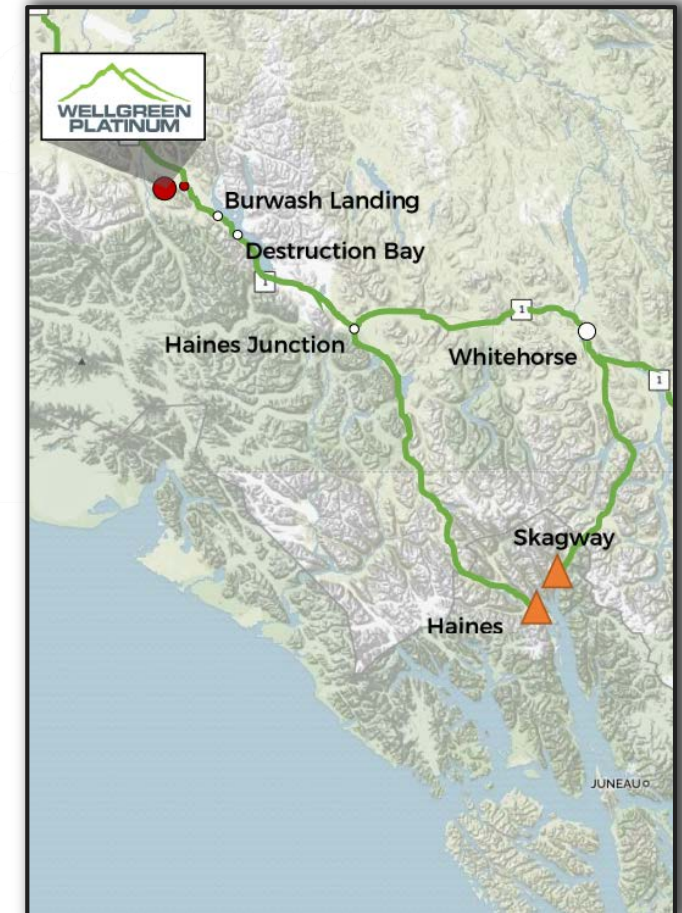 WELLGREEN
PLATINUM
Burwash Landing
Destruction Bay
1
Haines Junction
1
Whitehorse
1
Skagway
Haines
JUNEAU